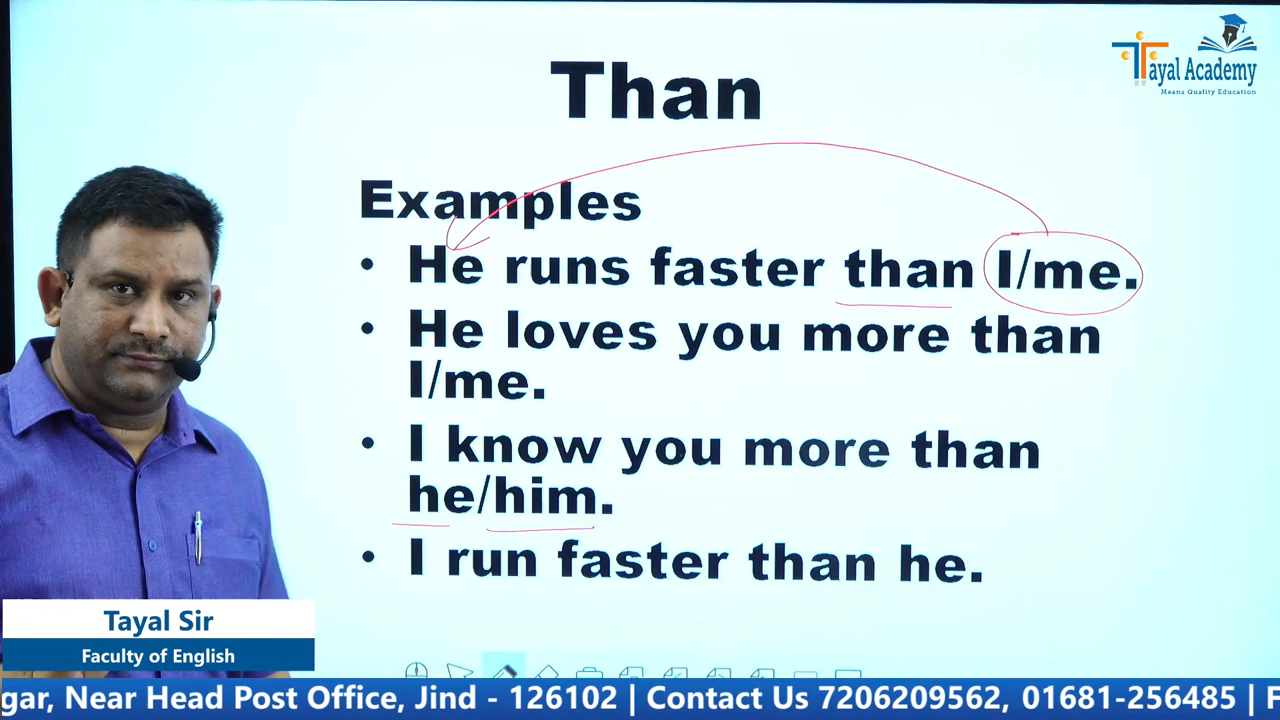 Than
Tayal Academy
Means Quality Education
Examples
• He runs faster than I/me.
• He loves you more than
I/me.
• I know you more than
he/him.
• I run faster than he.
Tayal Sir
Faculty of English
gar, Near Head Post Office, Jind - 126102 | Contact Us 7206209562, 01681-256485 | F